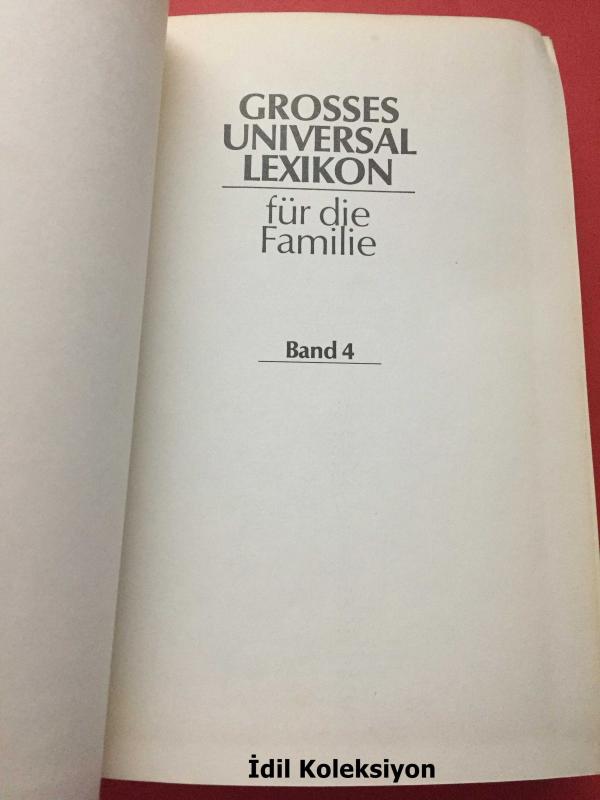 GROSSES
UNIVERSAL
LEXIKON
für die
Familie
Band 4
İdil Koleksiyon